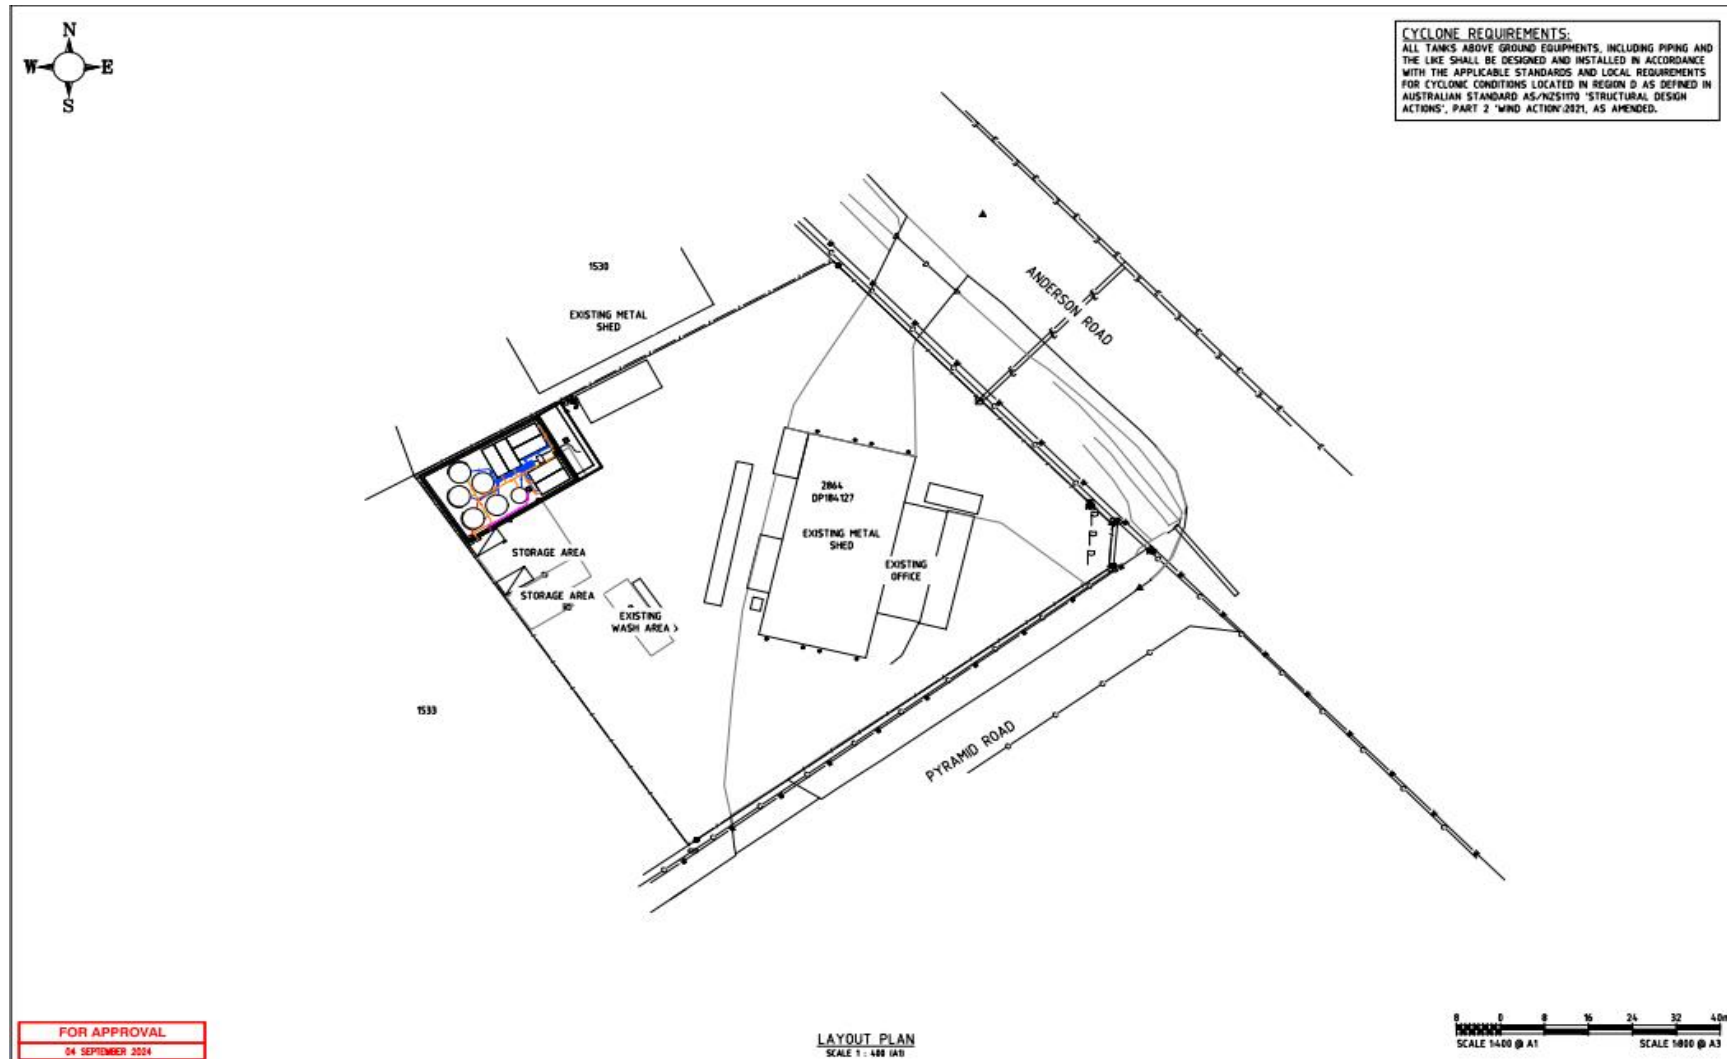 N
W E
S
CYCLONE REQUIREMENTS:
ALL TANKS ABOVE GROUND EQUIPMENTS, INCLUDING PIPING AND
THE LIKE SHALL BE DESIGNED AND INSTALLED IN ACCORDANCE
WITH THE APPLICABLE STANDARDS AND LOCAL REQUIREMENTS
FOR CYCLONIC CONDITIONS LOCATED IN REGION D AS DEFINED IN
AUSTRALIAN STANDARD AS/NZS1170 'STRUCTURAL DESIGN
ACTIONS', PART 2 'WIND ACTION':2021, AS AMENDED.
1530
EXISTING METAL
SHED
ANDERSON ROAD
2864
DP184127
EXISTING METAL
SHED
EXISTING
OFFICE
STORAGE AREA
STORAGE AREA
EXISTING
WASH AREA
1533
PYRAMID ROAD
FOR APPROVAL
04 SEPTEMBER 2024
LAYOUT PLAN
SCALE 1 : 400 (A1)
8 0 8 16 24 32 40m
SCALE 1:400 @ A1 SCALE 1:800 @ A3